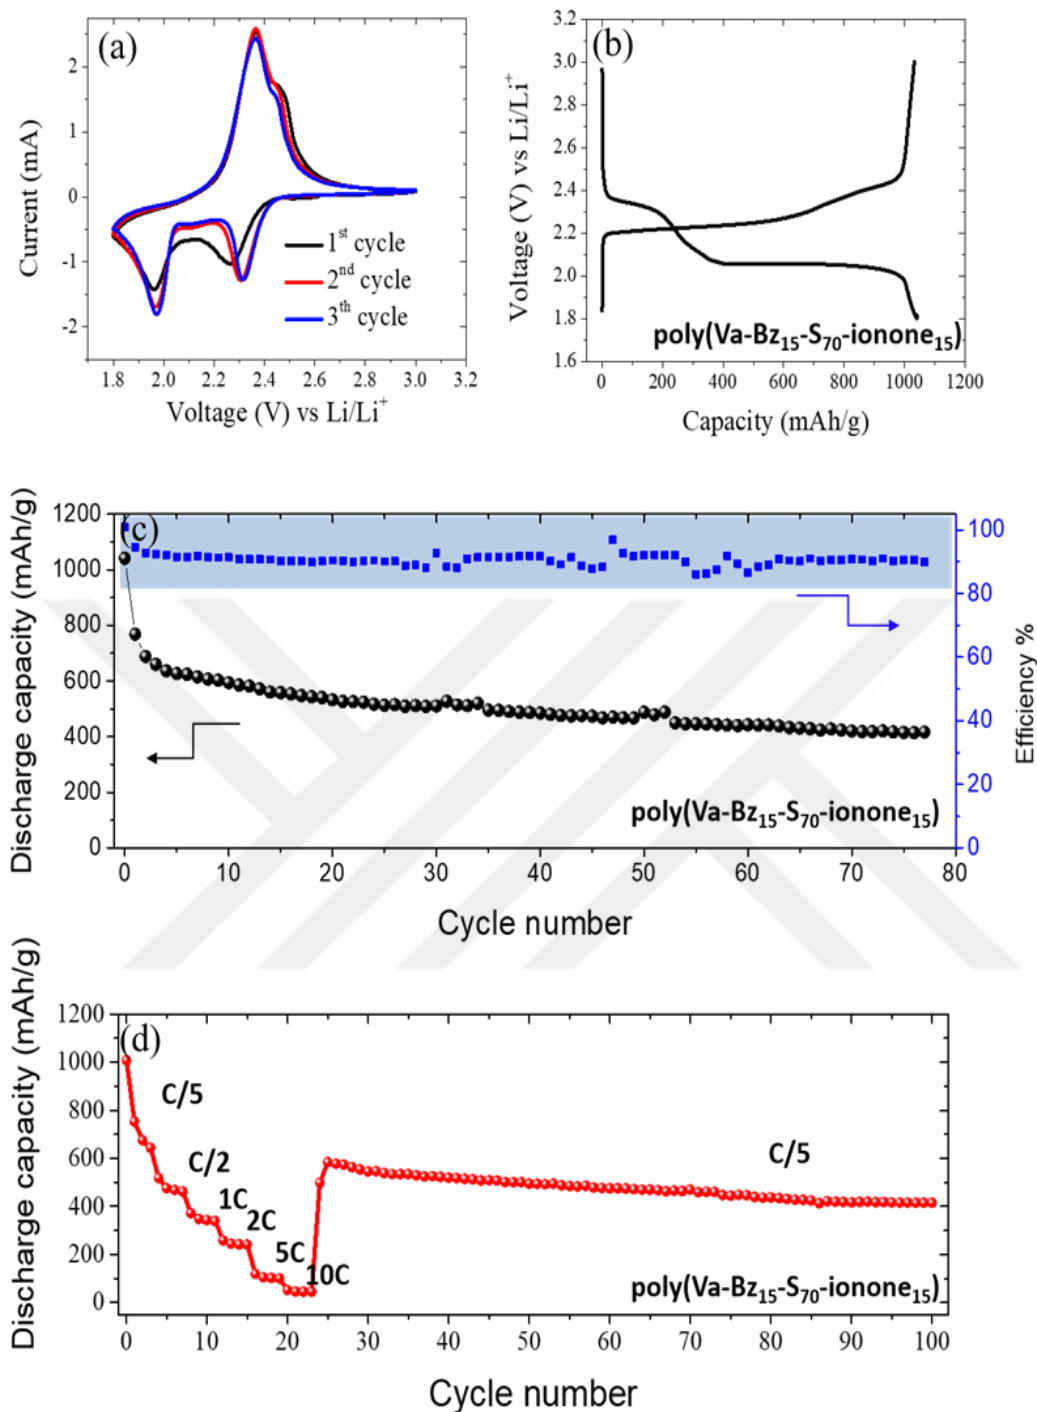 (a)
2
1
0
-1
-2
Current (mA)
1st cycle
2nd cycle
3th cycle
1.8 2.0 2.2 2.4 2.6 2.8 3.0 3.2
Voltage (V) vs Li/Li+
(b)
3.2
3.0
2.8
2.6
2.4
2.2
2.0
1.8
1.6
Voltage (V) vs Li/Li+
poly(Va-Bz15-S70-ionone15)
0 200 400 600 800 1000 1200
Capacity (mAh/g)
(c)
1200
1000
800
600
400
200
0
Discharge capacity (mAh/g)
100
80
60
40
20
0
Efficiency %
poly(Va-Bz15-S70-ionone15)
0 10 20 30 40 50 60 70 80
Cycle number
(d)
1200
1000
800
600
400
200
0
Discharge capacity (mAh/g)
C/5
C/2
1C
2C
5C
10C
C/5
poly(Va-Bz15-S70-ionone15)
0 10 20 30 40 50 60 70 80 90 100
Cycle number